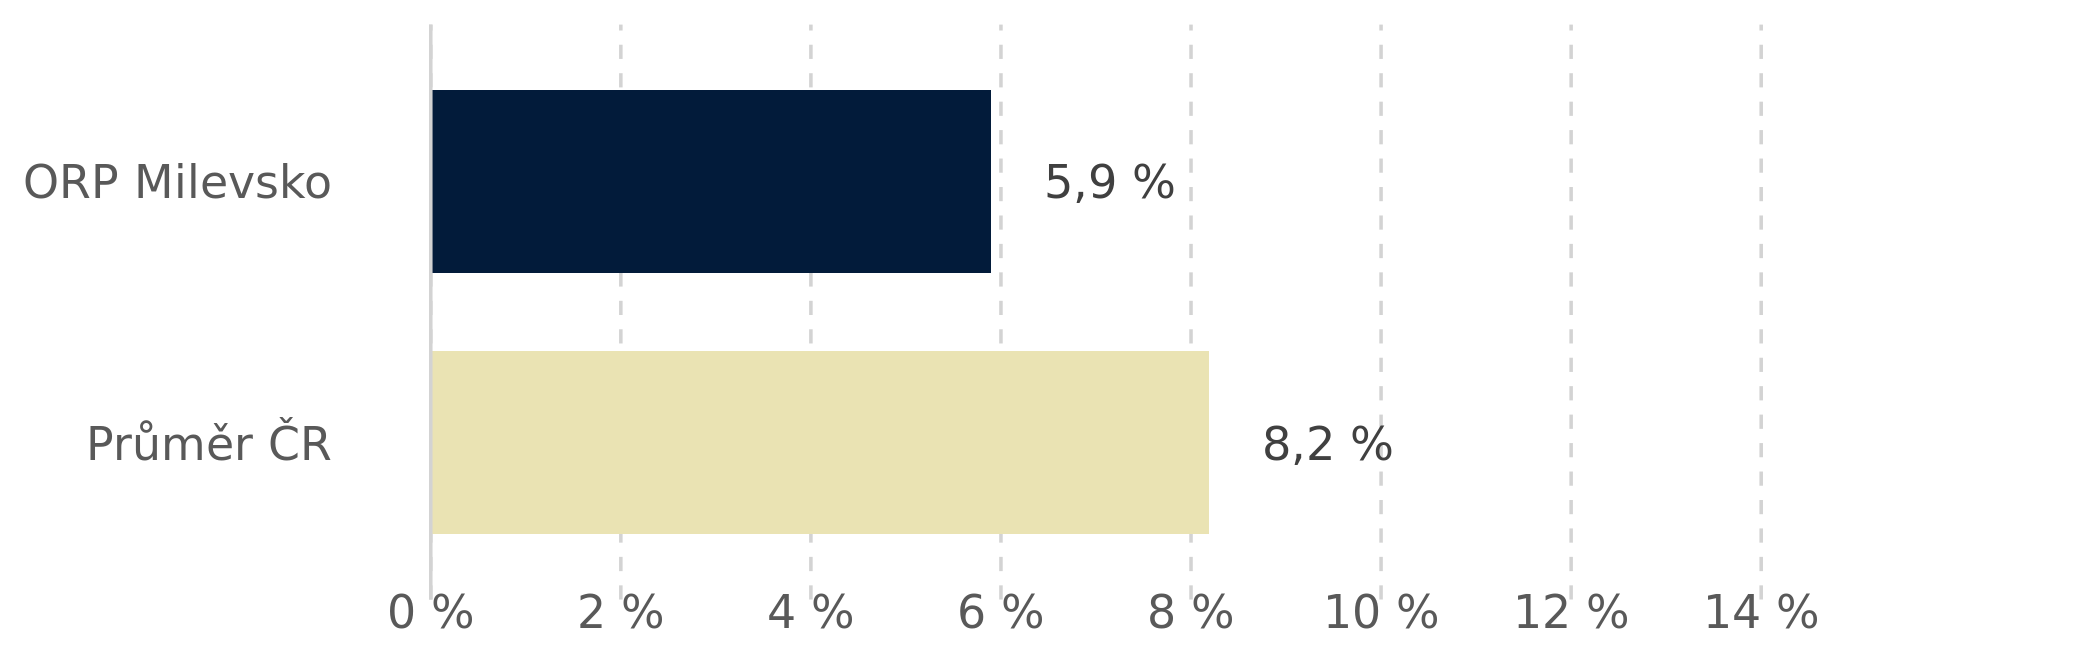 ORP Milevsko
5,9 %
Průměr ČR
8,2 %
0 % 2 % 4 % 6 % 8 % 10 % 12 % 14 %